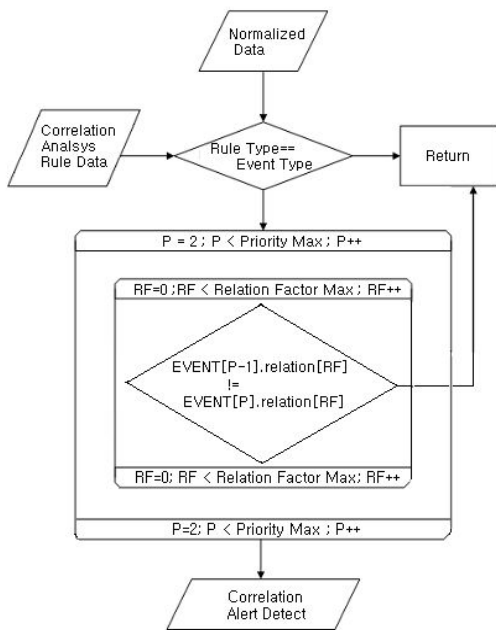 Normalized
Data
Correlation
Analsys
Rule Data
Rule Type==
Event Type
Return
P = 2; P < Priority Max; P++
RF=0;RF < Relation Factor Max; RF++
EVENT[P-1].relation[RF]
!=
EVENT[P].relation[RF]
RF=0; RF < Relation Factor Max; RF++
P=2; P < Priority Max ; P++
Correlation
Alert Detect